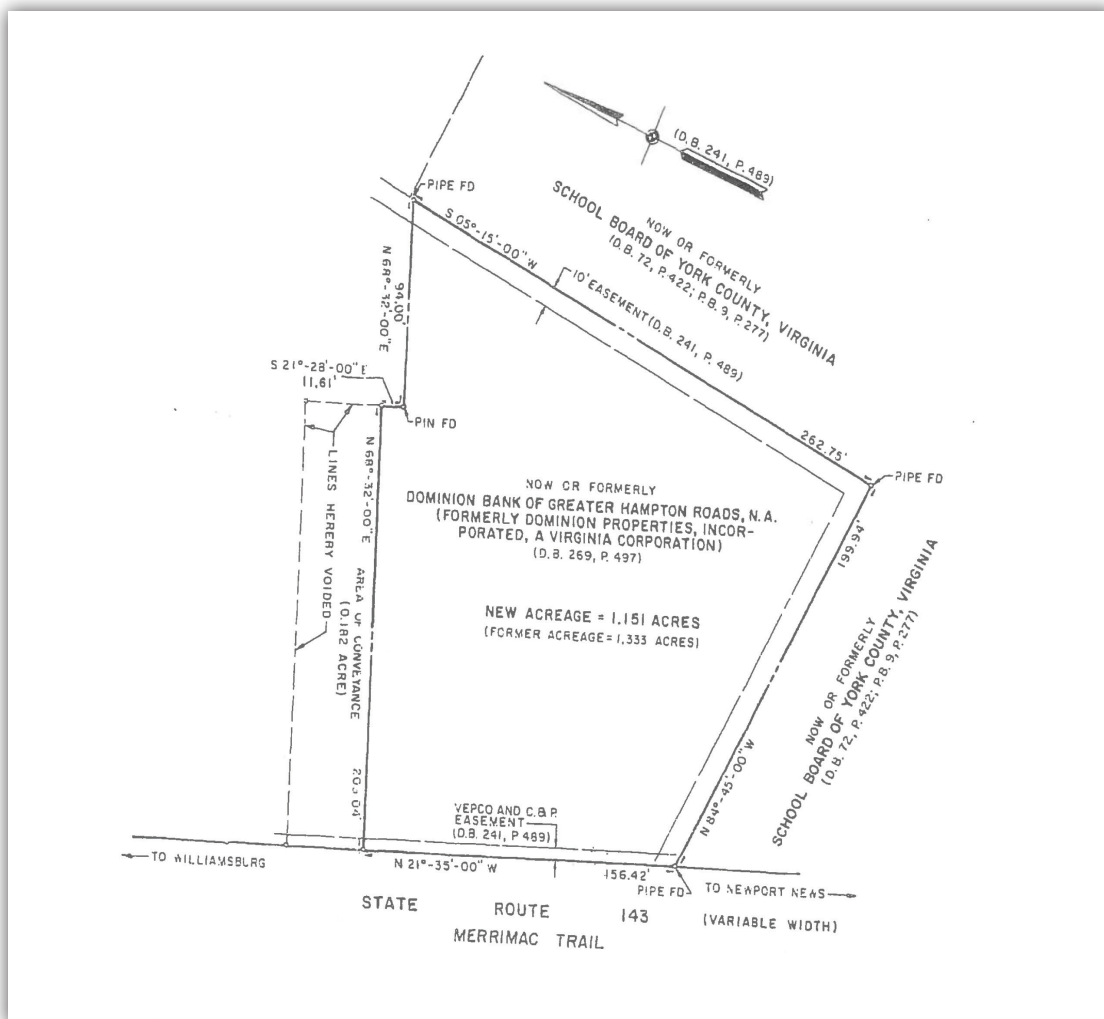 (D.B. 241, P. 489)
PIPE FD
SCHOOL BOARD OF YORK COUNTY, VIRGINIA
NOW OR FORMERLY
(D.B. 72, P. 422; P.B. 9, P. 277)
S 05°-15'-00" W
10' EASEMENT (D.B. 241, P. 489)
262.75'
N 68°-32'-00" E
94.00'
S 21°-28'-00" E
11.61'
PIN FD
PIPE FD
LINES HEREBY VOIDED
N 68°-32'-00" E
AREA OF CONVEYANCE
(0.182 ACRE)
NOW OR FORMERLY
DOMINION BANK OF GREATER HAMPTON ROADS, N.A.
(FORMERLY DOMINION PROPERTIES, INCOR-
PORATED, A VIRGINIA CORPORATION)
(D.B. 269, P. 497)
NEW ACREAGE = 1.151 ACRES
(FORMER ACREAGE = 1.333 ACRES)
199.94'
N 84°-45'-00" W
NOW OR FORMERLY
SCHOOL BOARD OF YORK COUNTY, VIRGINIA
(D.B. 72, P. 422; P.B. 9, P. 277)
VEPCO AND C. & P.
EASEMENT
(D.B. 241, P 489)
TO WILLIAMSBURG
N 21°-35'-00" W
156.42'
PIPE FD
TO NEWPORT NEWS
STATE ROUTE 143 (VARIABLE WIDTH)
MERRIMAC TRAIL